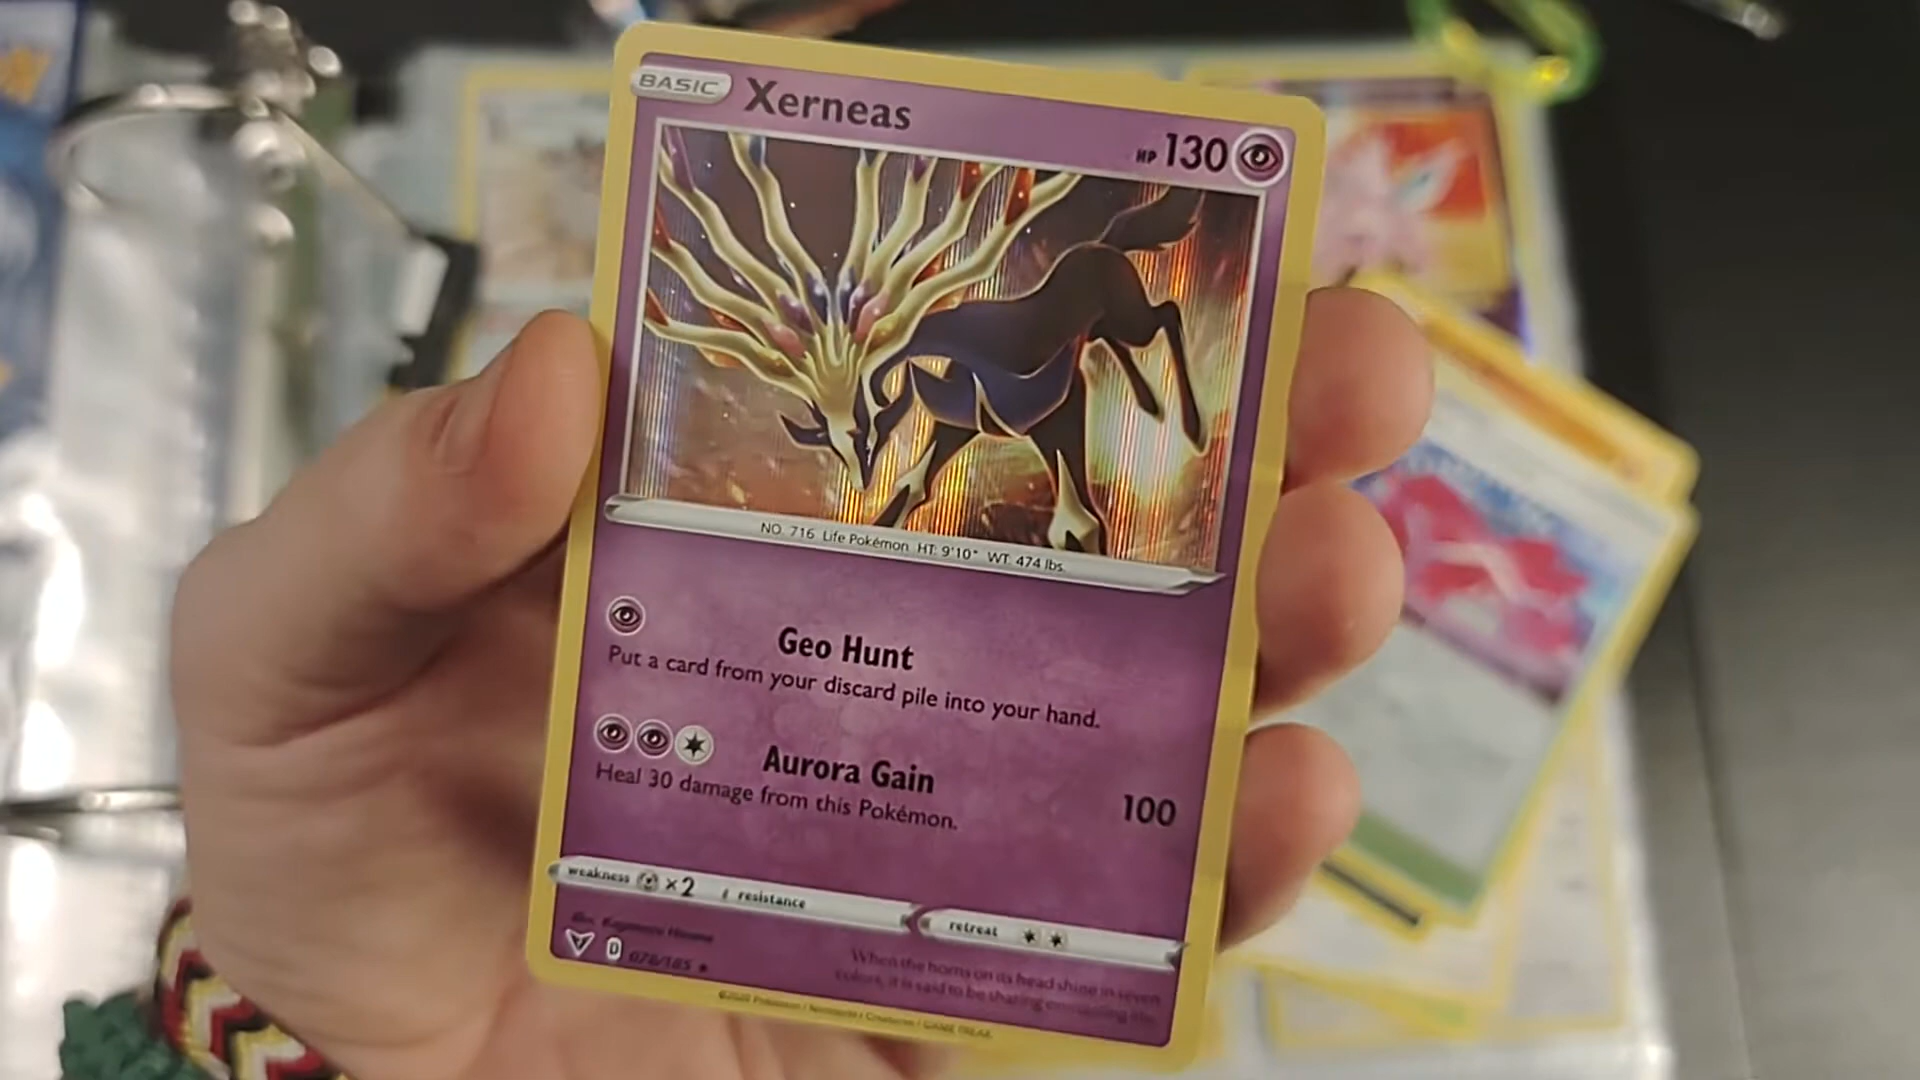 BASIC
Xerneas
HP 130
NO. 716 Life Pokémon HT: 9'10" WT: 474 lbs.
Geo Hunt
Put a card from your discard pile into your hand.
Aurora Gain
100
Heal 30 damage from this Pokémon.
weakness ×2 resistance
retreat
D 078/185
When the horns on its head shine in seven
colors, it is said to be sharing everlasting life.
©2020 Pokémon / Nintendo / Creatures / GAME FREAK